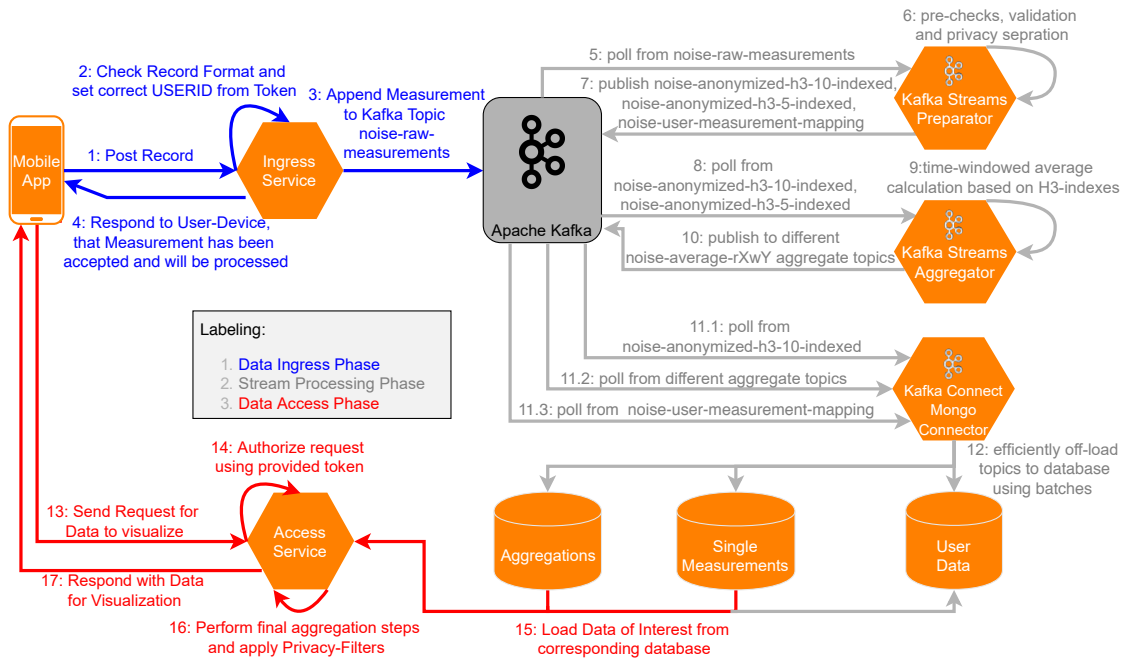 6: pre-checks, validation
and privacy sepration
5: poll from noise-raw-measurements
2: Check Record Format and
set correct USERID from Token
3: Append Measurement
to Kafka Topic
noise-raw-
measurements
7: publish noise-anonymized-h3-10-indexed,
noise-anonymized-h3-5-indexed,
noise-user-measurement-mapping
Kafka Streams
Preparator
Mobile
App
1: Post Record
Ingress
Service
8: poll from
noise-anonymized-h3-10-indexed,
noise-anonymized-h3-5-indexed
9:time-windowed average
calculation based on H3-indexes
4: Respond to User-Device,
that Measurement has been
accepted and will be processed
Apache Kafka
10: publish to different
noise-average-rXwY aggregate topics
Kafka Streams
Aggregator
Labeling:
1. Data Ingress Phase
2. Stream Processing Phase
3. Data Access Phase
11.1: poll from
noise-anonymized-h3-10-indexed
11.2: poll from different aggregate topics
11.3: poll from noise-user-measurement-mapping
Kafka Connect
Mongo
Connector
12: efficiently off-load
topics to database
using batches
14: Authorize request
using provided token
13: Send Request for
Data to visualize
Access
Service
Aggregations
Single
Measurements
User
Data
17: Respond with Data
for Visualization
16: Perform final aggregation steps
and apply Privacy-Filters
15: Load Data of Interest from
corresponding database